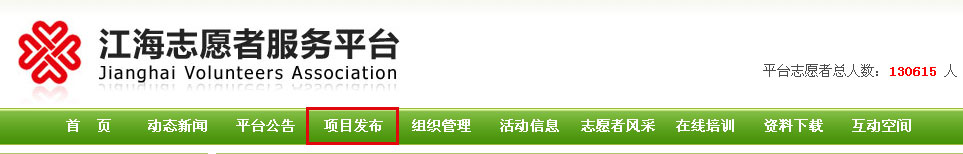 江海志愿者服务平台
Jianghai Volunteers Association
平台志愿者总人数：130615 人
首 页 动态新闻 平台公告 项目发布 组织管理 活动信息 志愿者风采 在线培训 资料下载 互动空间